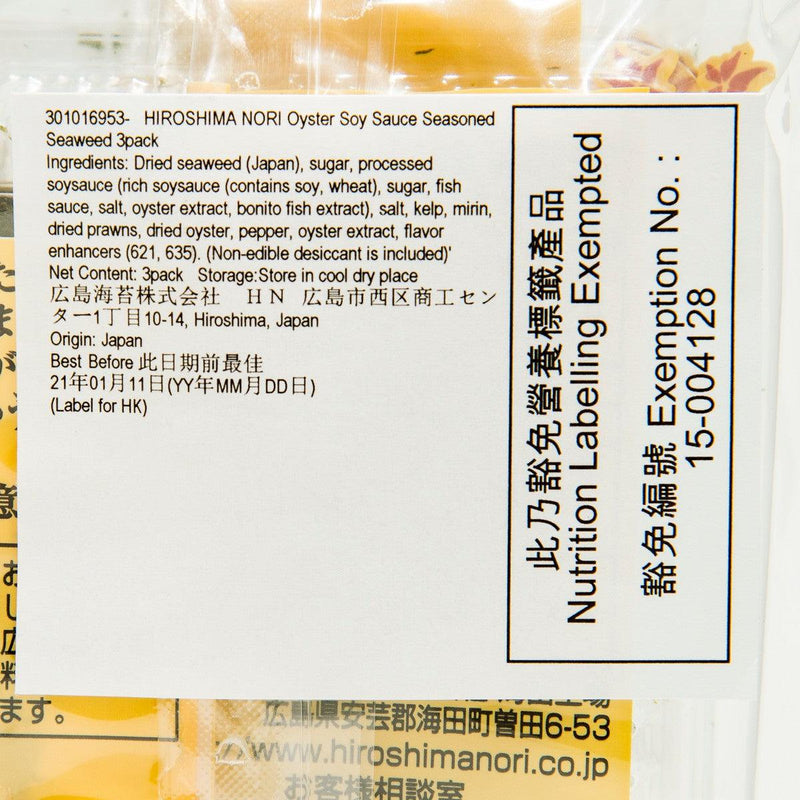 301016953- HIROSHIMA NORI Oyster Soy Sauce Seasoned
Seaweed 3pack
Ingredients: Dried seaweed (Japan), sugar, processed
soysauce (rich soysauce (contains soy, wheat), sugar, fish
sauce, salt, oyster extract, bonito fish extract), salt, kelp, mirin,
dried prawns, dried oyster, pepper, oyster extract, flavor
enhancers (621, 635). (Non-edible desiccant is included)'
Net Content: 3pack Storage:Store in cool dry place
広島海苔株式会社 HN 広島市西区商工セン
ター1丁目10-14, Hiroshima, Japan
Origin: Japan
Best Before 此日期前最佳
21年01月11日(YY年MM月DD日)
(Label for HK)
此乃豁免營養標籤產品
Nutrition Labelling Exempted
豁免編號 Exemption No. :
15-004128
た
ま
が
意
お
し
広
料
ます。
広島県安芸郡海田町曽田6-53
www.hiroshimanori.co.jp
お客様相談室